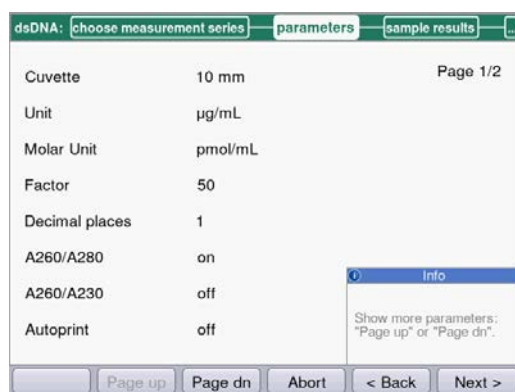 dsDNA: choose measurement series parameters sample results ...
Page 1/2
Cuvette 10 mm
Unit µg/mL
Molar Unit pmol/mL
Factor 50
Decimal places 1
A260/A280 on
A260/A230 off
Autoprint off
Info
Show more parameters:
"Page up" or "Page dn".
Page up Page dn Abort < Back Next >